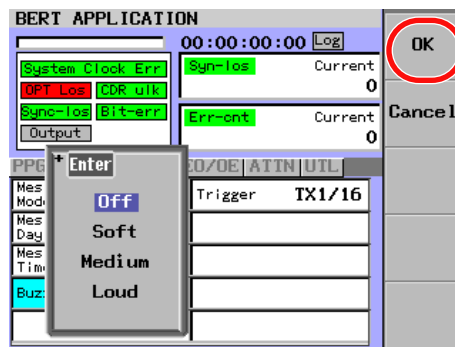 BERT APPLICATION
00:00:00:00 Log
System Clock Err
OPT Los CDR ulk
Sync-los Bit-err
Output
Syn-los Current
0
Err-cnt Current
0
OK
Cancel
PPG EO/OE ATTN UTL
Enter
Off
Soft
Medium
Loud
Mes
Mod
Mes
Day
Mes
Tim
Buz
Trigger TX1/16